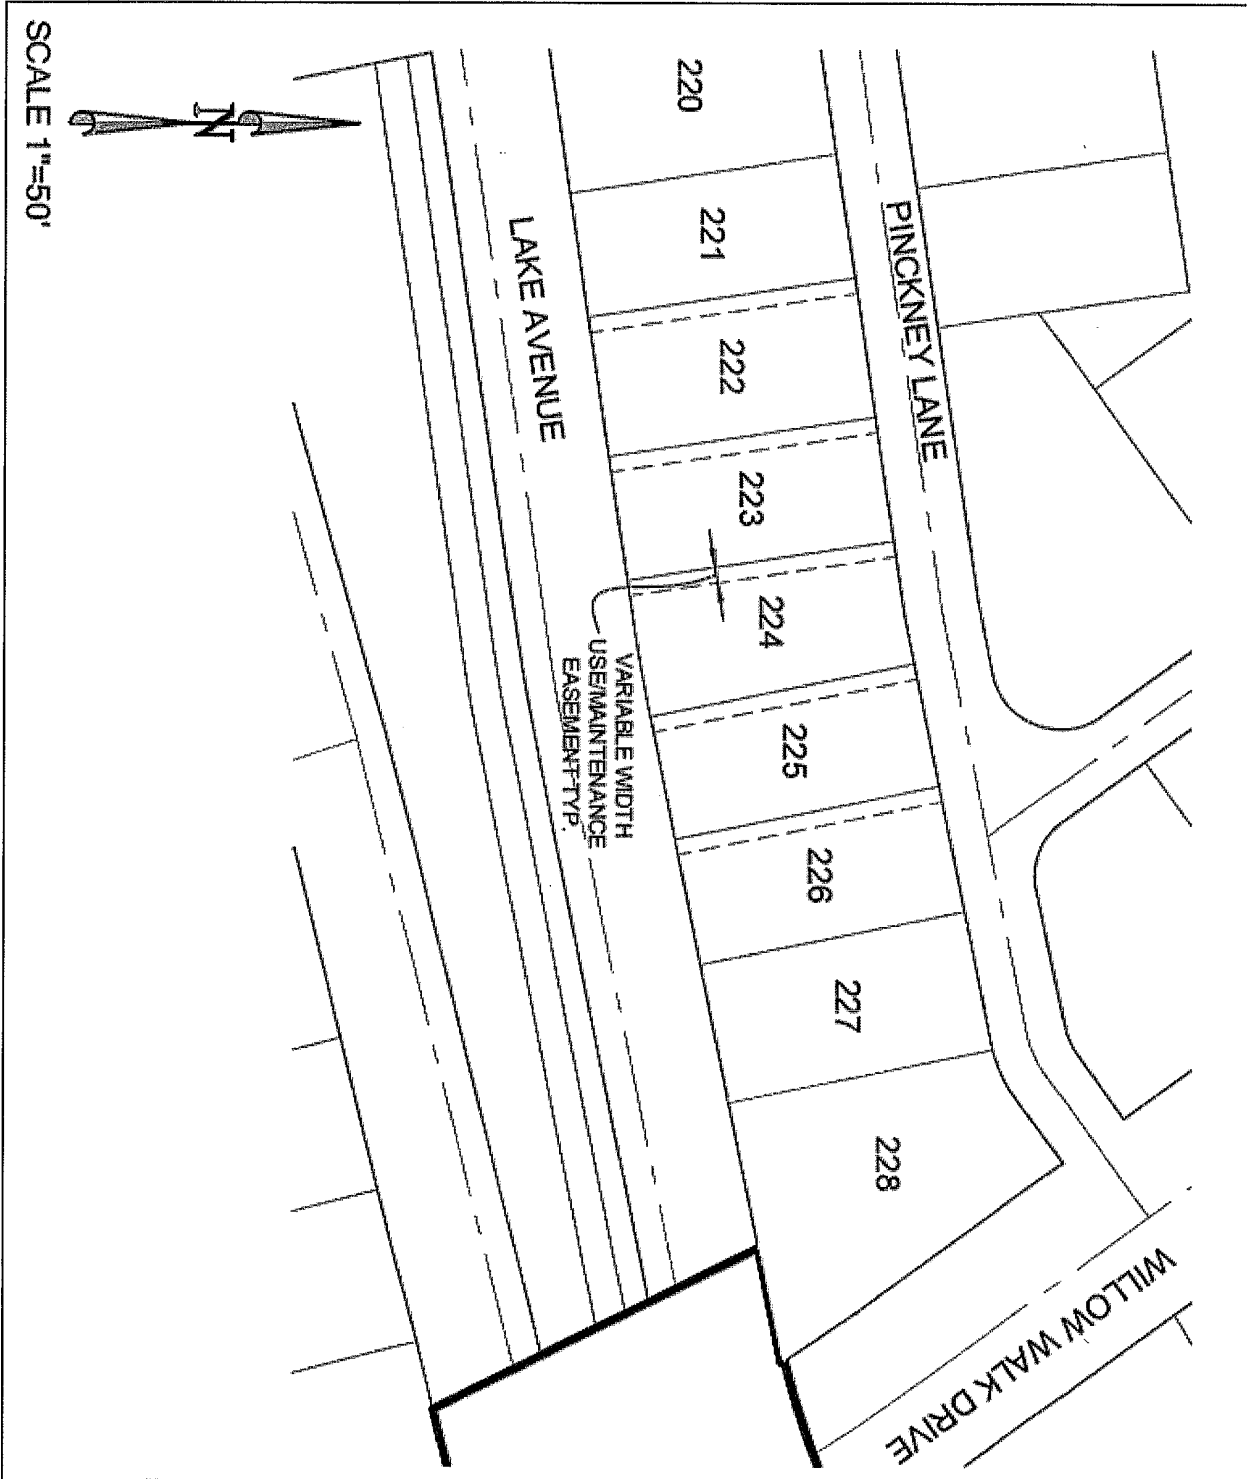 220
221
222
223
224
225
226
227
228
PINCKNEY LANE
LAKE AVENUE
WILLOW WALK DRIVE
VARIABLE WIDTH
USE/MAINTENANCE
EASEMENT-TYP.
N
SCALE 1"=50'